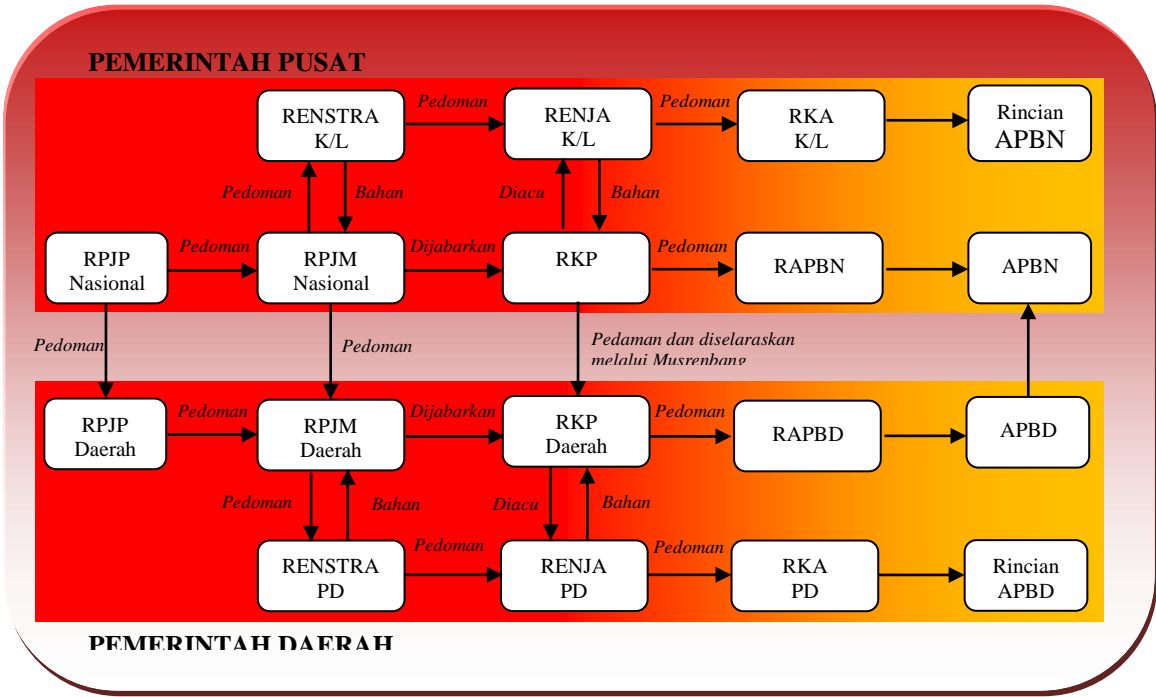 PEMERINTAH PUSAT
RENSTRA
K/L
Pedoman
RENJA
K/L
Pedoman
RKA
K/L
Rincian
APBN
Pedoman
Bahan
Diacu
Bahan
RPJP
Nasional
Pedoman
RPJM
Nasional
Dijabarkan
RKP
Pedoman
RAPBN
APBN
Pedoman
Pedoman
Pedaman dan diselaraskan
melalui Musrenbang
RPJP
Daerah
Pedoman
RPJM
Daerah
Dijabarkan
RKP
Daerah
Pedoman
RAPBD
APBD
Pedoman
Bahan
Diacu
Bahan
RENSTRA
PD
Pedoman
RENJA
PD
Pedoman
RKA
PD
Rincian
APBD
PEMERINTAH DAERAH